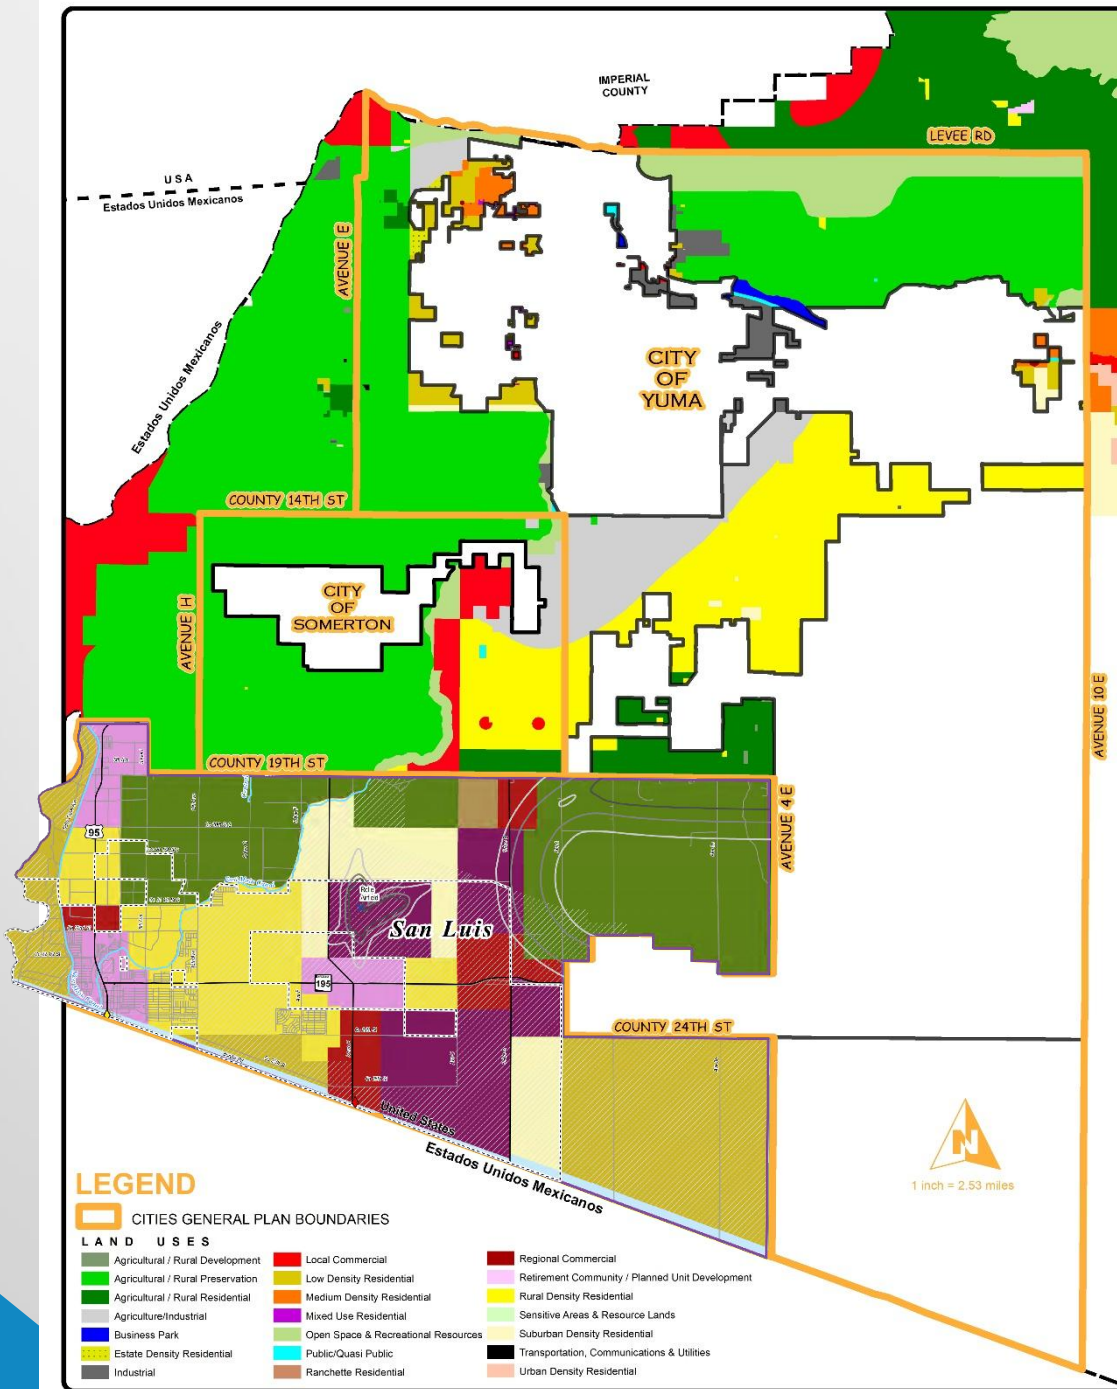 IMPERIAL
COUNTY
LEVEE RD
U S A
Estados Unidos Mexicanos
AVENUE E
Estados Unidos Mexicanos
CITY
OF
YUMA
COUNTY 14TH ST
CITY
OF
SOMERTON
AVENUE H
AVENUE 10 E
COUNTY 19TH ST
AVENUE 4 E
95
San Luis
195
COUNTY 24TH ST
United States
Estados Unidos Mexicanos
N
1 inch = 2.53 miles
LEGEND
CITIES GENERAL PLAN BOUNDARIES
LAND USES
Agricultural / Rural Development
Agricultural / Rural Preservation
Agricultural / Rural Residential
Agriculture/Industrial
Business Park
Estate Density Residential
Industrial
Local Commercial
Low Density Residential
Medium Density Residential
Mixed Use Residential
Open Space & Recreational Resources
Public/Quasi Public
Ranchette Residential
Regional Commercial
Retirement Community / Planned Unit Development
Rural Density Residential
Sensitive Areas & Resource Lands
Suburban Density Residential
Transportation, Communications & Utilities
Urban Density Residential